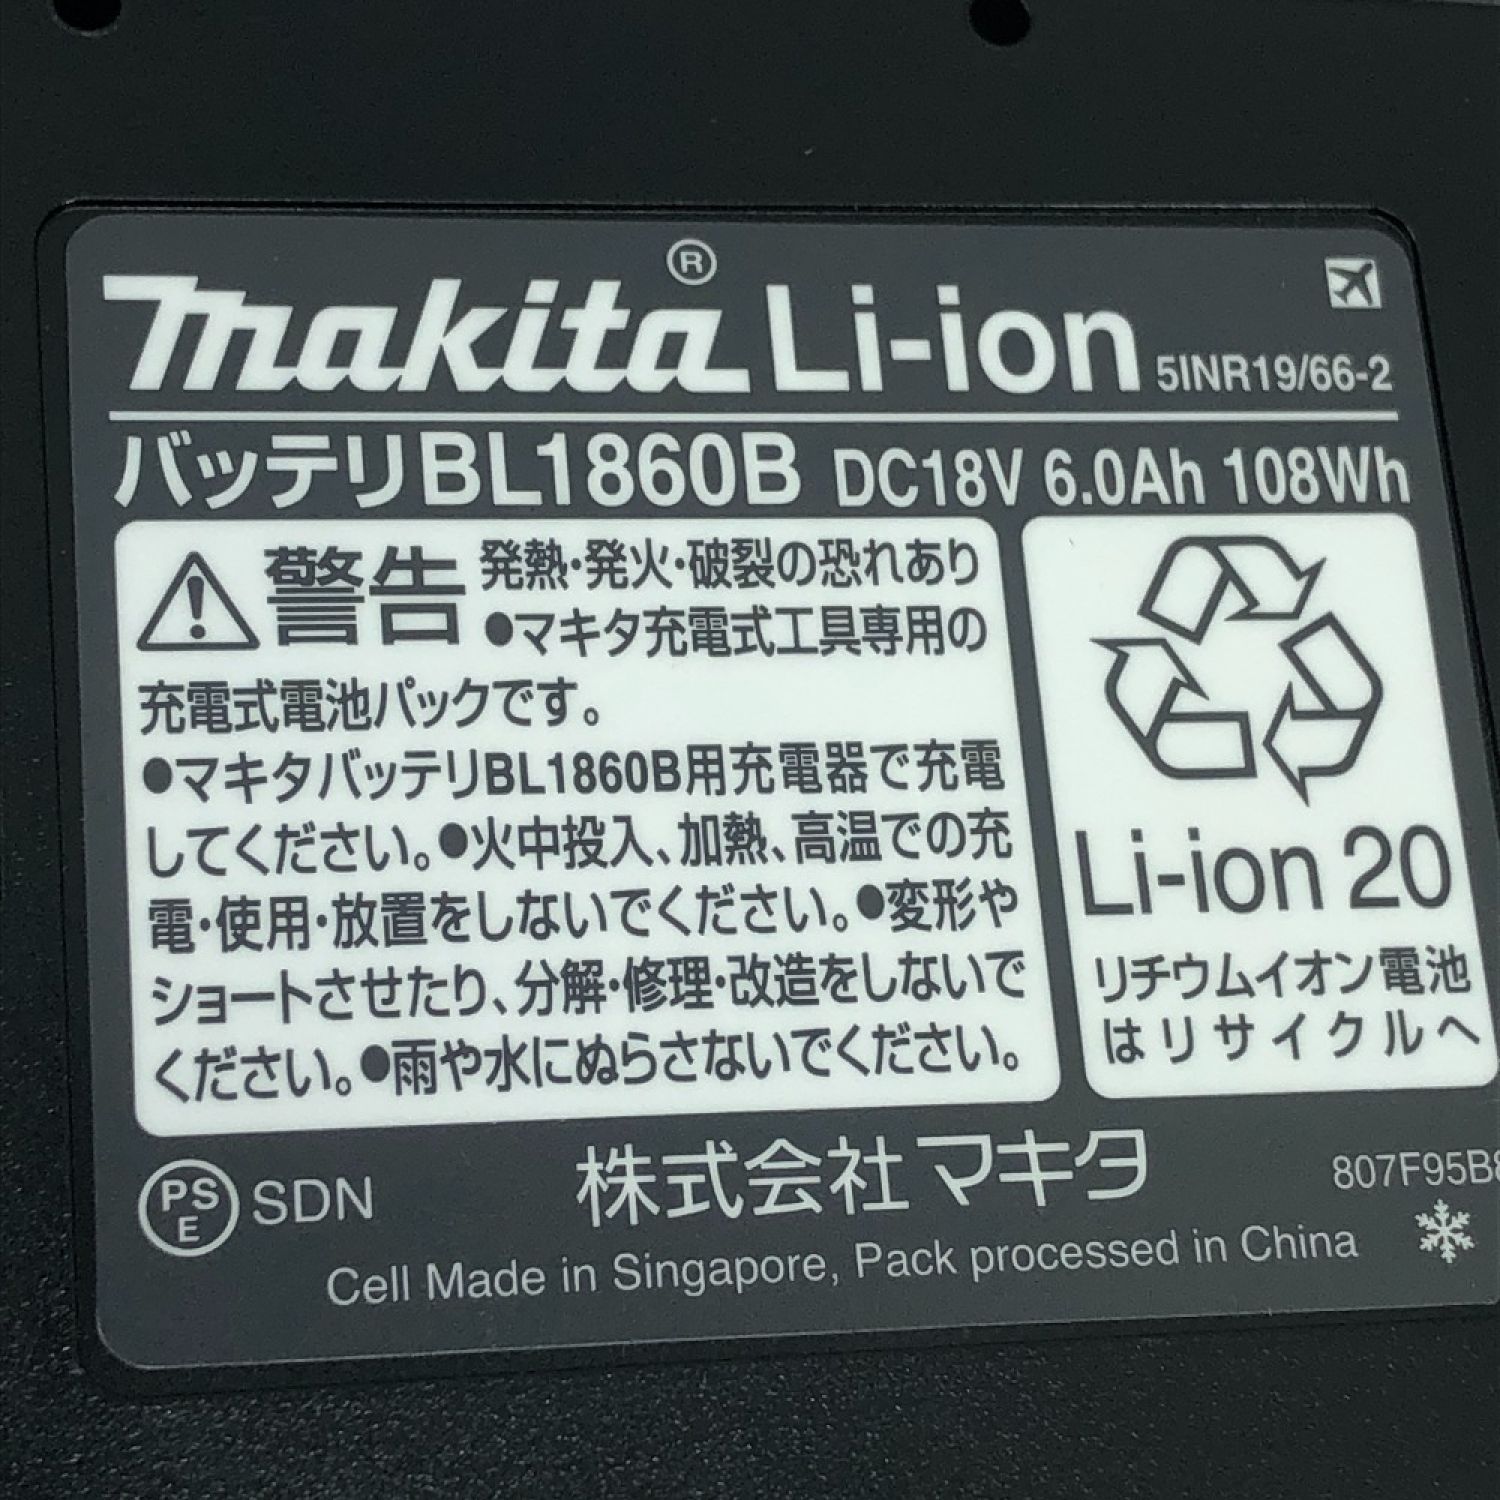 makita® Li-ion 5INR19/66-2
バッテリBL1860B DC18V 6.0Ah 108Wh
警告 発熱・発火・破裂の恐れあり
●マキタ充電式工具専用の
充電式電池パックです。
●マキタバッテリBL1860B用充電器で充電
してください。●火中投入、加熱、高温での充
電・使用・放置をしないでください。●変形や
ショートさせたり、分解・修理・改造をしないで
ください。●雨や水にぬらさないでください。
Li-ion 20
リチウムイオン電池
はリサイクルへ
PS
E
SDN
株式会社マキタ
807F95B8
Cell Made in Singapore, Pack processed in China